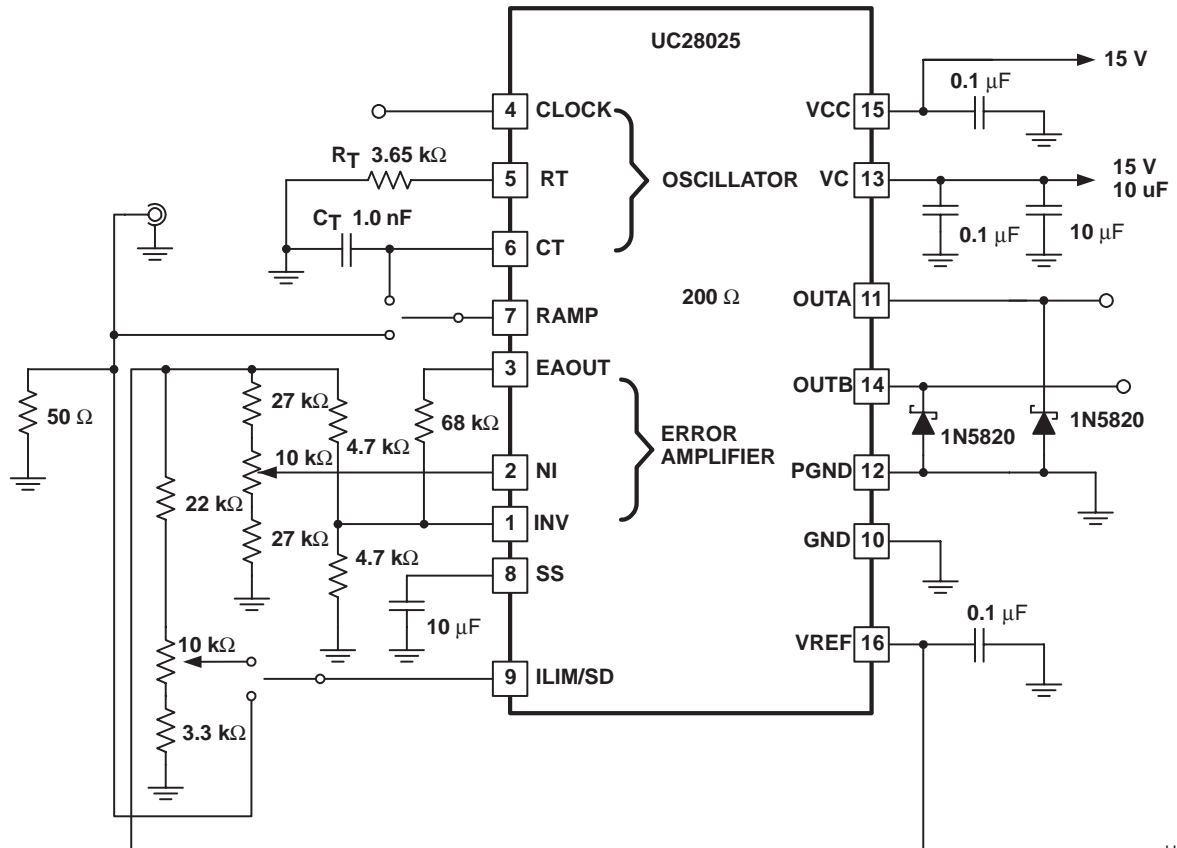 UC28025
15 V
0.1 μF
4 CLOCK
VCC 15
RT 3.65 kΩ
5 RT
OSCILLATOR
VC 13
15 V
10 uF
CT 1.0 nF
6 CT
0.1 μF
10 μF
200 Ω
OUTA 11
7 RAMP
3 EAOUT
OUTB 14
27 kΩ
50 Ω
4.7 kΩ
68 kΩ
1N5820
1N5820
ERROR
AMPLIFIER
10 kΩ
2 NI
PGND 12
22 kΩ
1 INV
27 kΩ
GND 10
4.7 kΩ
8 SS
10 μF
0.1 μF
10 kΩ
VREF 16
9 ILIM/SD
3.3 kΩ